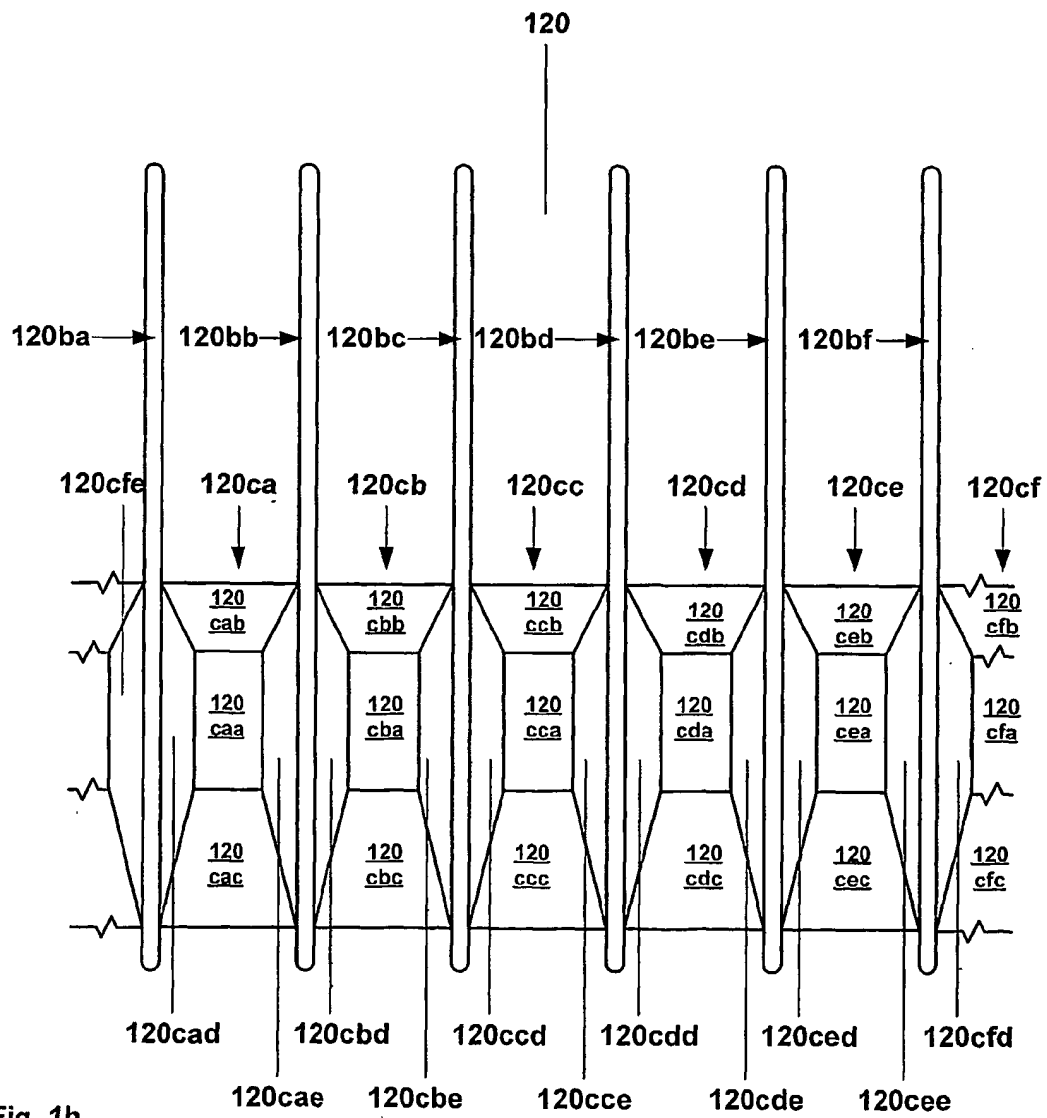 120
120ba 120bb 120bc 120bd 120be 120bf
120cfe 120ca 120cb 120cc 120cd 120ce 120cf
120 120 120 120 120 120
cab cbb ccb cdb ceb cfb
120 120 120 120 120 120
caa cba cca cda cea cfa
120 120 120 120 120 120
cac cbc ccc cdc cec cfc
120cad 120cbd 120ccd 120cdd 120ced 120cfd
120cae 120cbe 120cce 120cde 120cee
Fig. 1h